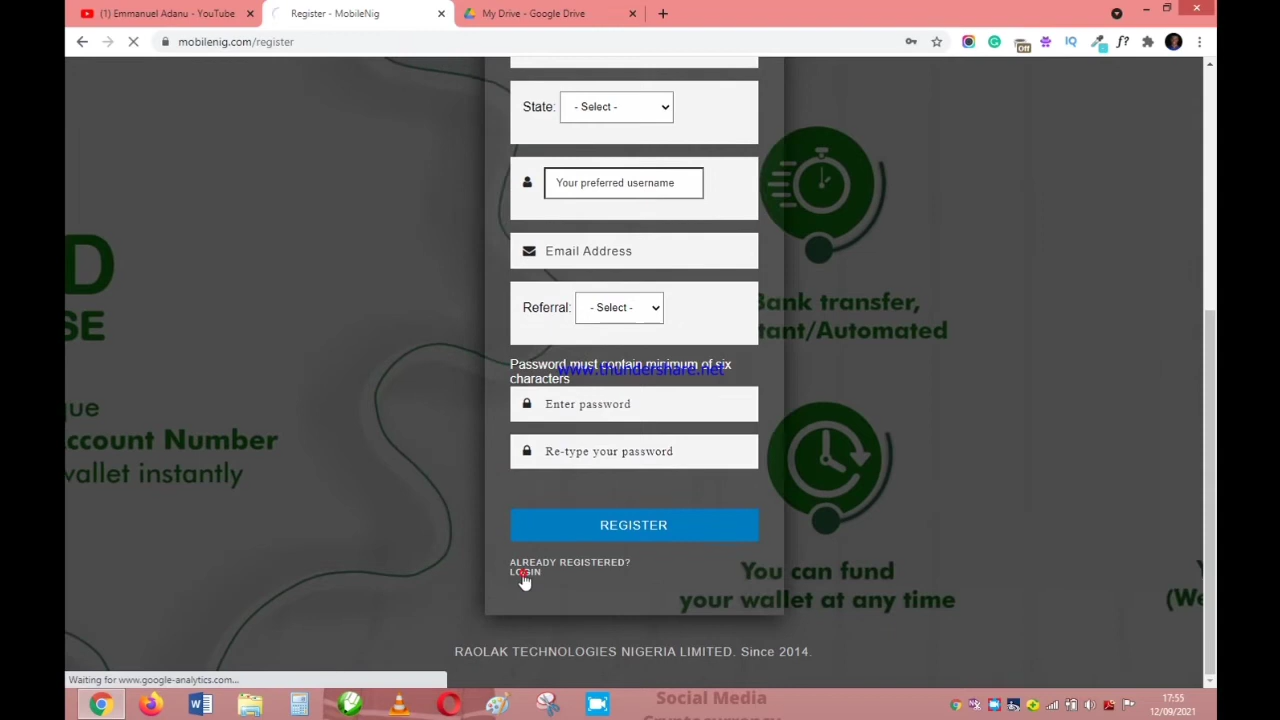 (1) Emmanuel Adanu - YouTube
Register - MobileNig
My Drive - Google Drive
mobilenig.com/register
Off
IQ
f?
State:
- Select -
Your preferred username
Email Address
Referral:
- Select -
Password must contain minimum of six
characters
www.thundershare.net
Enter password
Re-type your password
REGISTER
ALREADY REGISTERED?
LOGIN
RAOLAK TECHNOLOGIES NIGERIA LIMITED. Since 2014.
D
SE
que
ccount Number
wallet instantly
Bank transfer,
tant/Automated
You can fund
your wallet at any time
(We
Waiting for www.google-analytics.com...
Social Media
Cryptocurrency
17:55
12/09/2021